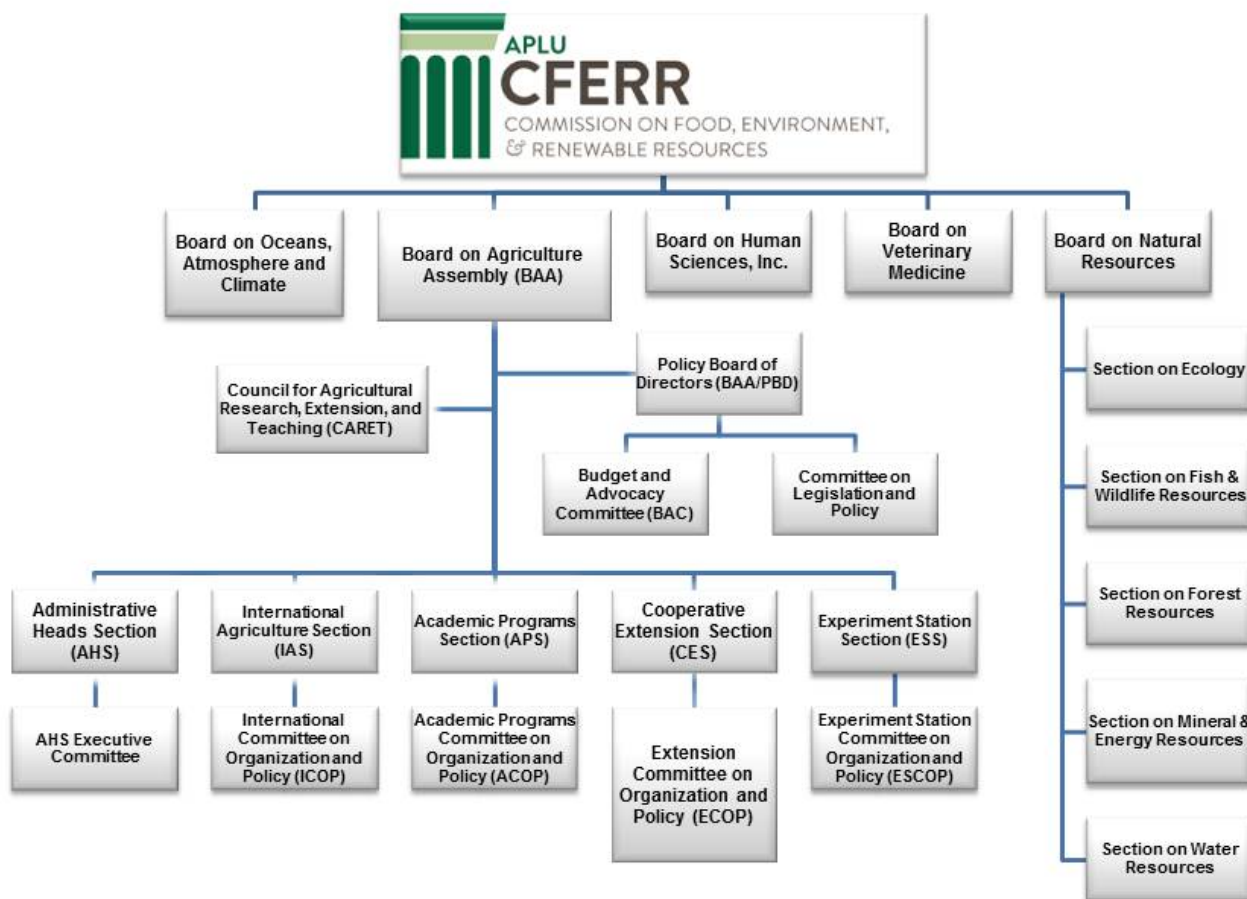 APLU
CFERR
COMMISSION ON FOOD, ENVIRONMENT,
& RENEWABLE RESOURCES
Board on Oceans,
Atmosphere and
Climate
Board on Agriculture
Assembly (BAA)
Board on Human
Sciences, Inc.
Board on
Veterinary
Medicine
Board on Natural
Resources
Council for Agricultural
Research, Extension, and
Teaching (CARET)
Policy Board of
Directors (BAA/PBD)
Budget and
Advocacy
Committee (BAC)
Committee on
Legislation and
Policy
Section on Ecology
Section on Fish &
Wildlife Resources
Section on Forest
Resources
Section on Mineral &
Energy Resources
Section on Water
Resources
Administrative
Heads Section
(AHS)
International
Agriculture Section
(IAS)
Academic Programs
Section (APS)
Cooperative
Extension Section
(CES)
Experiment Station
Section (ESS)
AHS Executive
Committee
International
Committee on
Organization and
Policy (ICOP)
Academic Programs
Committee on
Organization and
Policy (ACOP)
Extension
Committee on
Organization and
Policy (ECOP)
Experiment Station
Committee on
Organization and
Policy (ESCOP)